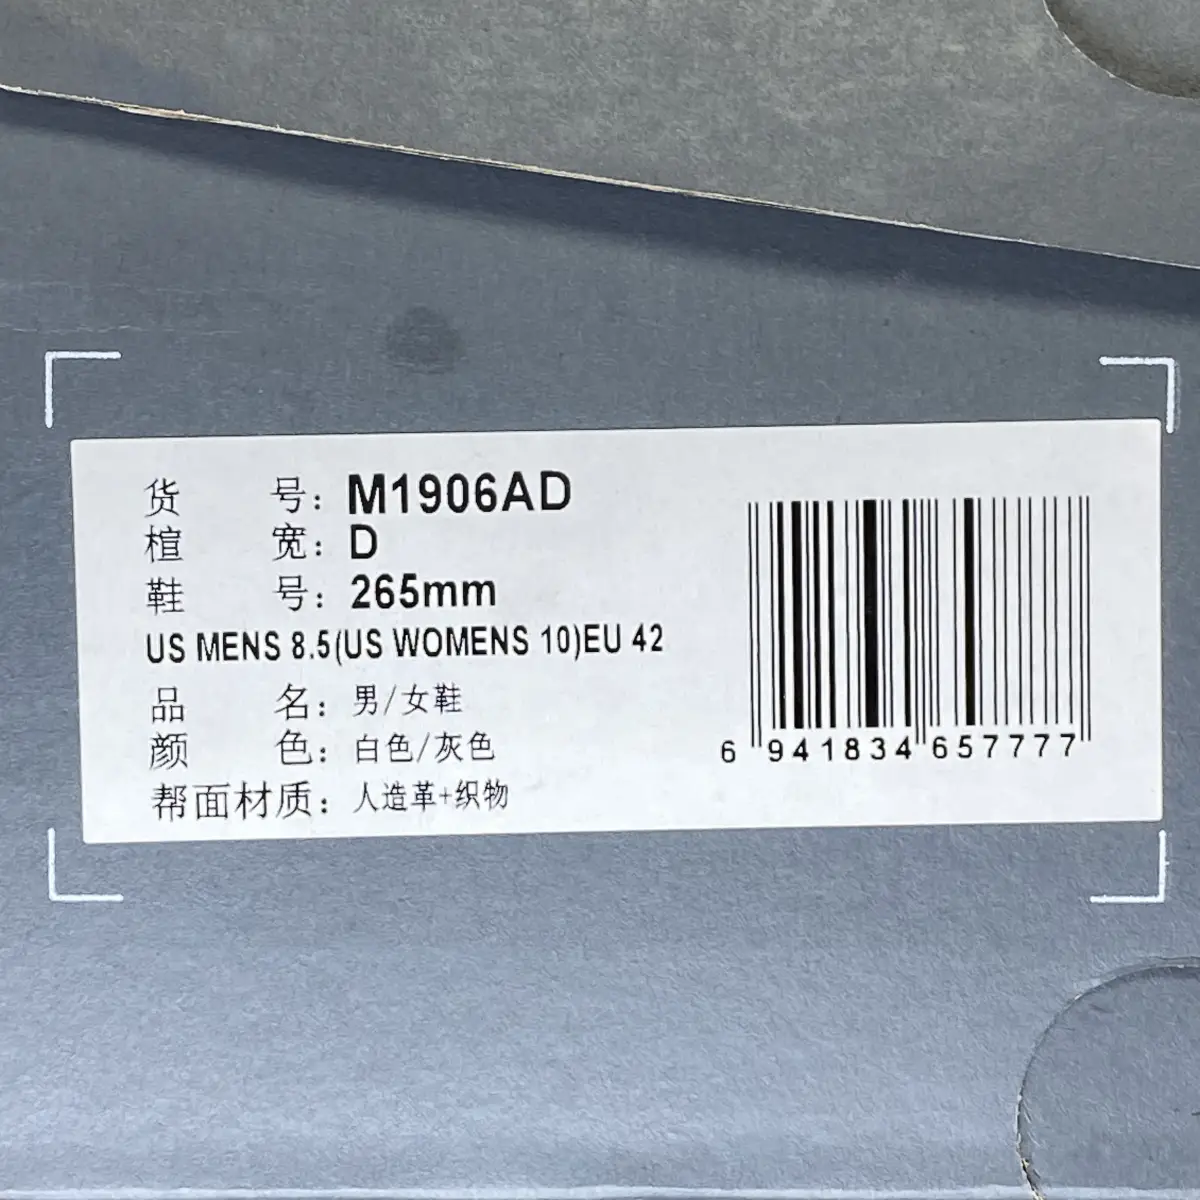 货 号: M1906AD
楦 宽: D
鞋 号: 265mm
US MENS 8.5(US WOMENS 10)EU 42
品 名: 男/女鞋
颜 色: 白色/灰色
帮面材质: 人造革+织物
6 941834 657777